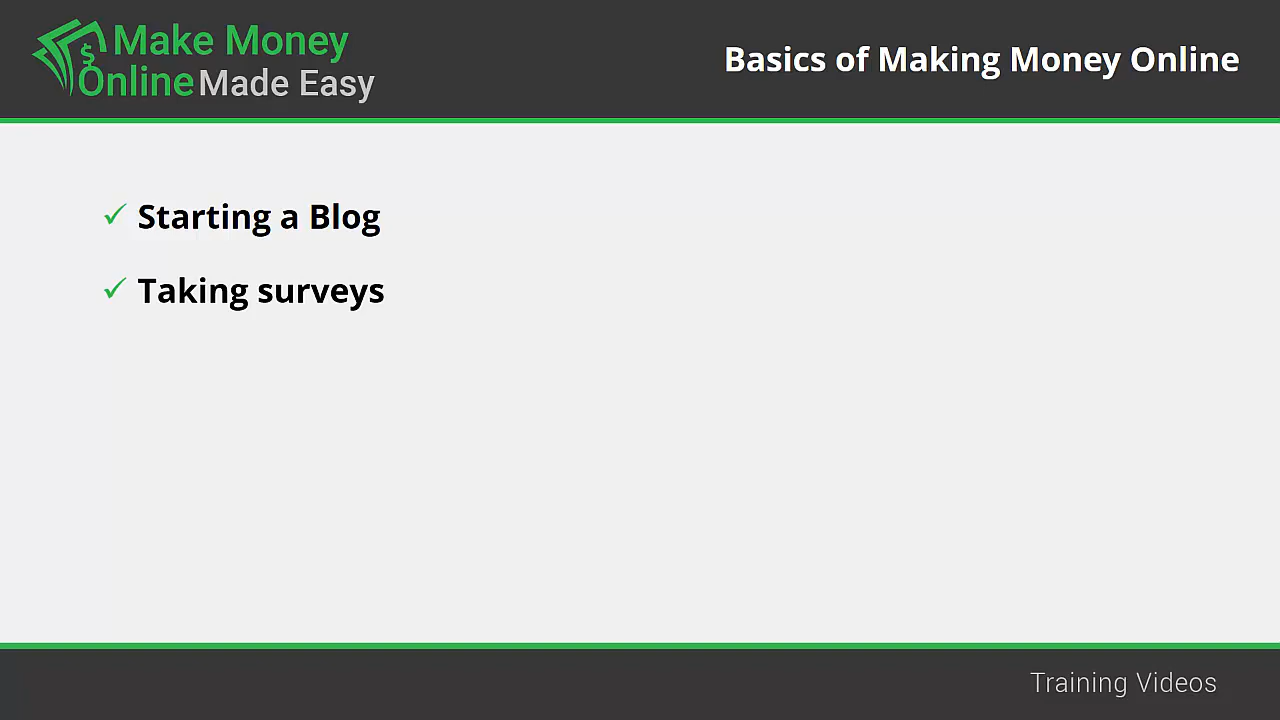 Make Money
Online Made Easy
Basics of Making Money Online
Starting a Blog
Taking surveys
Training Videos